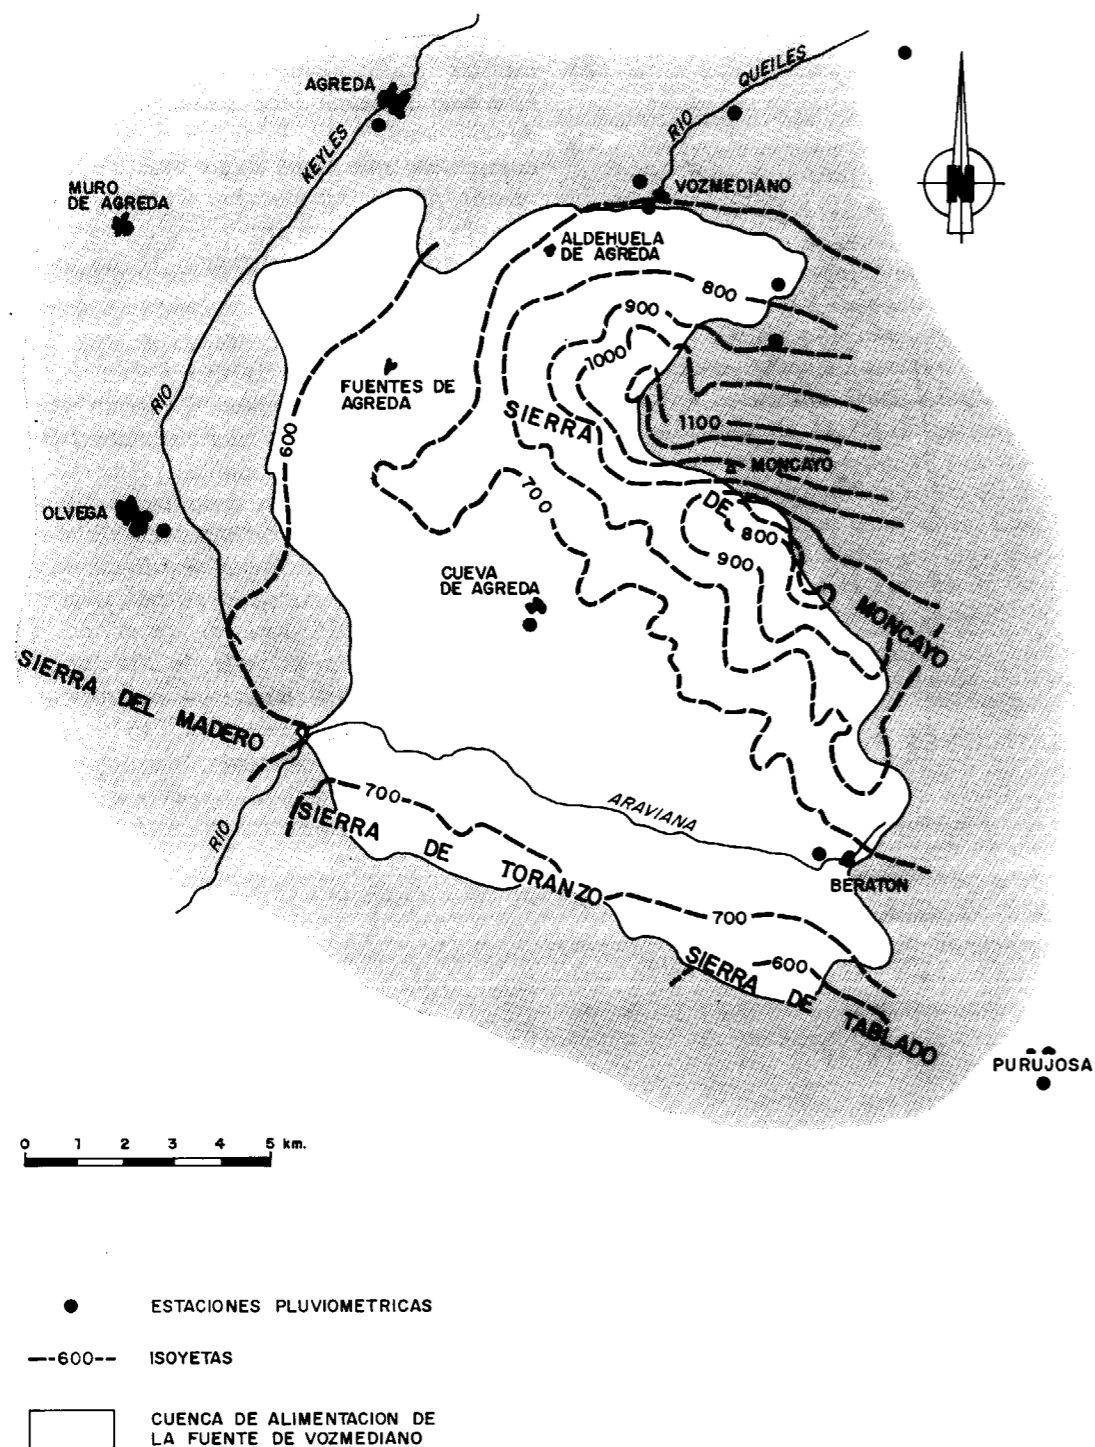 QUEILES
RIO
AGREDA
KEYLES
MURO
DE AGREDA
VOZMEDIANO
N
ALDEHUELA
DE AGREDA
800
900
1000
FUENTES DE
AGREDA
RIO
600
SIERRA
1100
MONCAYO
700
DE
OLVEGA
800
900
CUEVA
DE AGREDA
MONCAYO
SIERRA DEL MADERO
700
ARAVIANA
RIO
SIERRA DE TORANZO
BERATON
700
600
SIERRA DE TABLADO
PURUJOSA
0 1 2 3 4 5 km.
ESTACIONES PLUVIOMETRICAS
600 ISOYETAS
CUENCA DE ALIMENTACION DE
LA FUENTE DE VOZMEDIANO